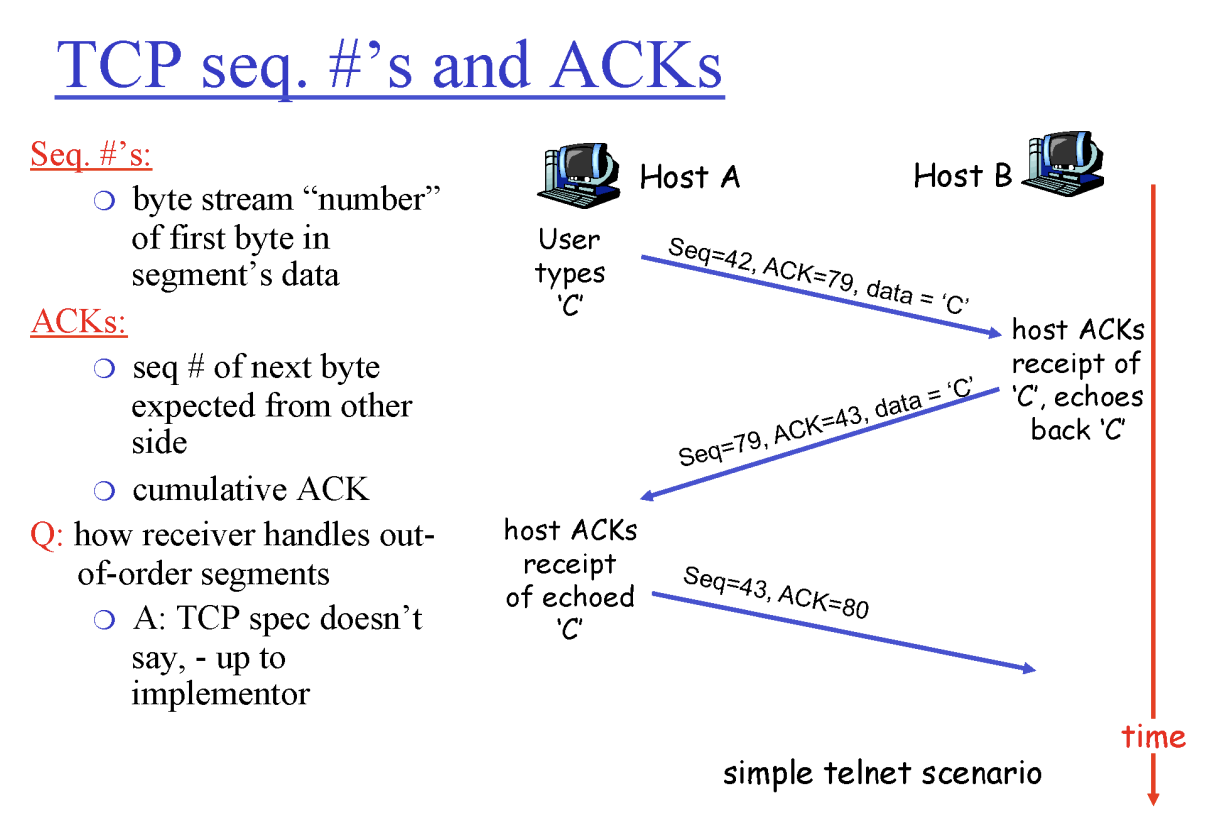 TCP seq. #’s and ACKs
Seq. #’s:
byte stream “number”
of first byte in
segment’s data
ACKs:
seq # of next byte
expected from other
side
cumulative ACK
Q: how receiver handles out-
of-order segments
A: TCP spec doesn’t
say, - up to
implementor
Host A
Host B
User
types
‘C’
Seq=42, ACK=79, data = ‘C’
host ACKs
receipt of
‘C’, echoes
back ‘C’
Seq=79, ACK=43, data = ‘C’
host ACKs
receipt
of echoed
‘C’
Seq=43, ACK=80
time
simple telnet scenario